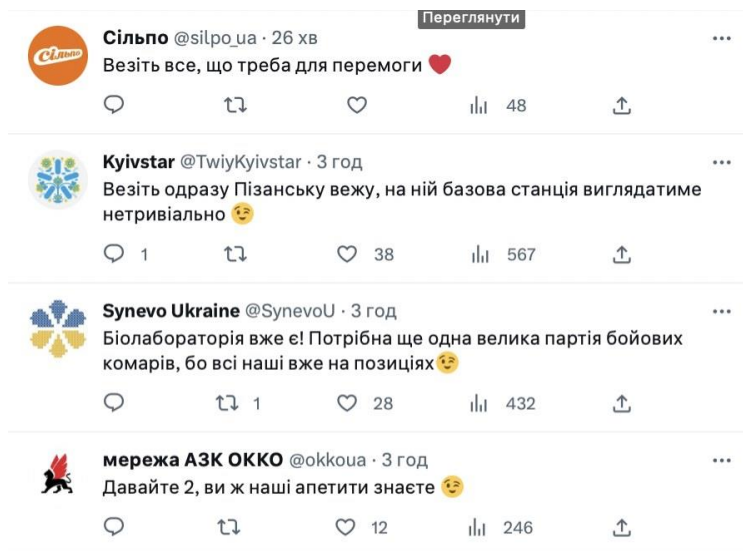 Переглянути
Сільпо @silpo_ua · 26 хв
Везіть все, що треба для перемоги ❤️
48
Kyivstar @TwiyKyivstar · 3 год
Везіть одразу Пізанську вежу, на ній базова станція виглядатиме
нетривіально 😉
1 38 567
Synevo Ukraine @SynevoU · 3 год
Біолабораторія вже є! Потрібна ще одна велика партія бойових
комарів, бо всі наші вже на позиціях😉
1 28 432
мережа АЗК ОККО @okkoua · 3 год
Давайте 2, ви ж наші апетити знаєте 😉
12 246